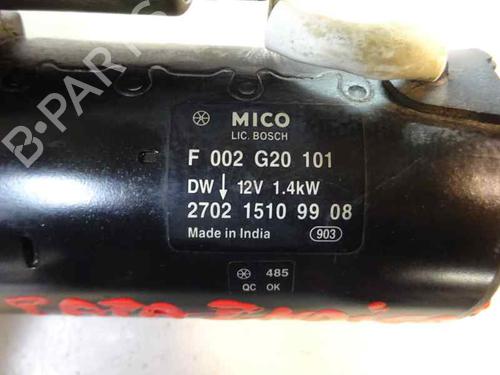 MICO
LIC. BOSCH
F 002 G20 101
DW 12V 1.4kW
2702 1510 99 08
Made in India 903
485
QC OK